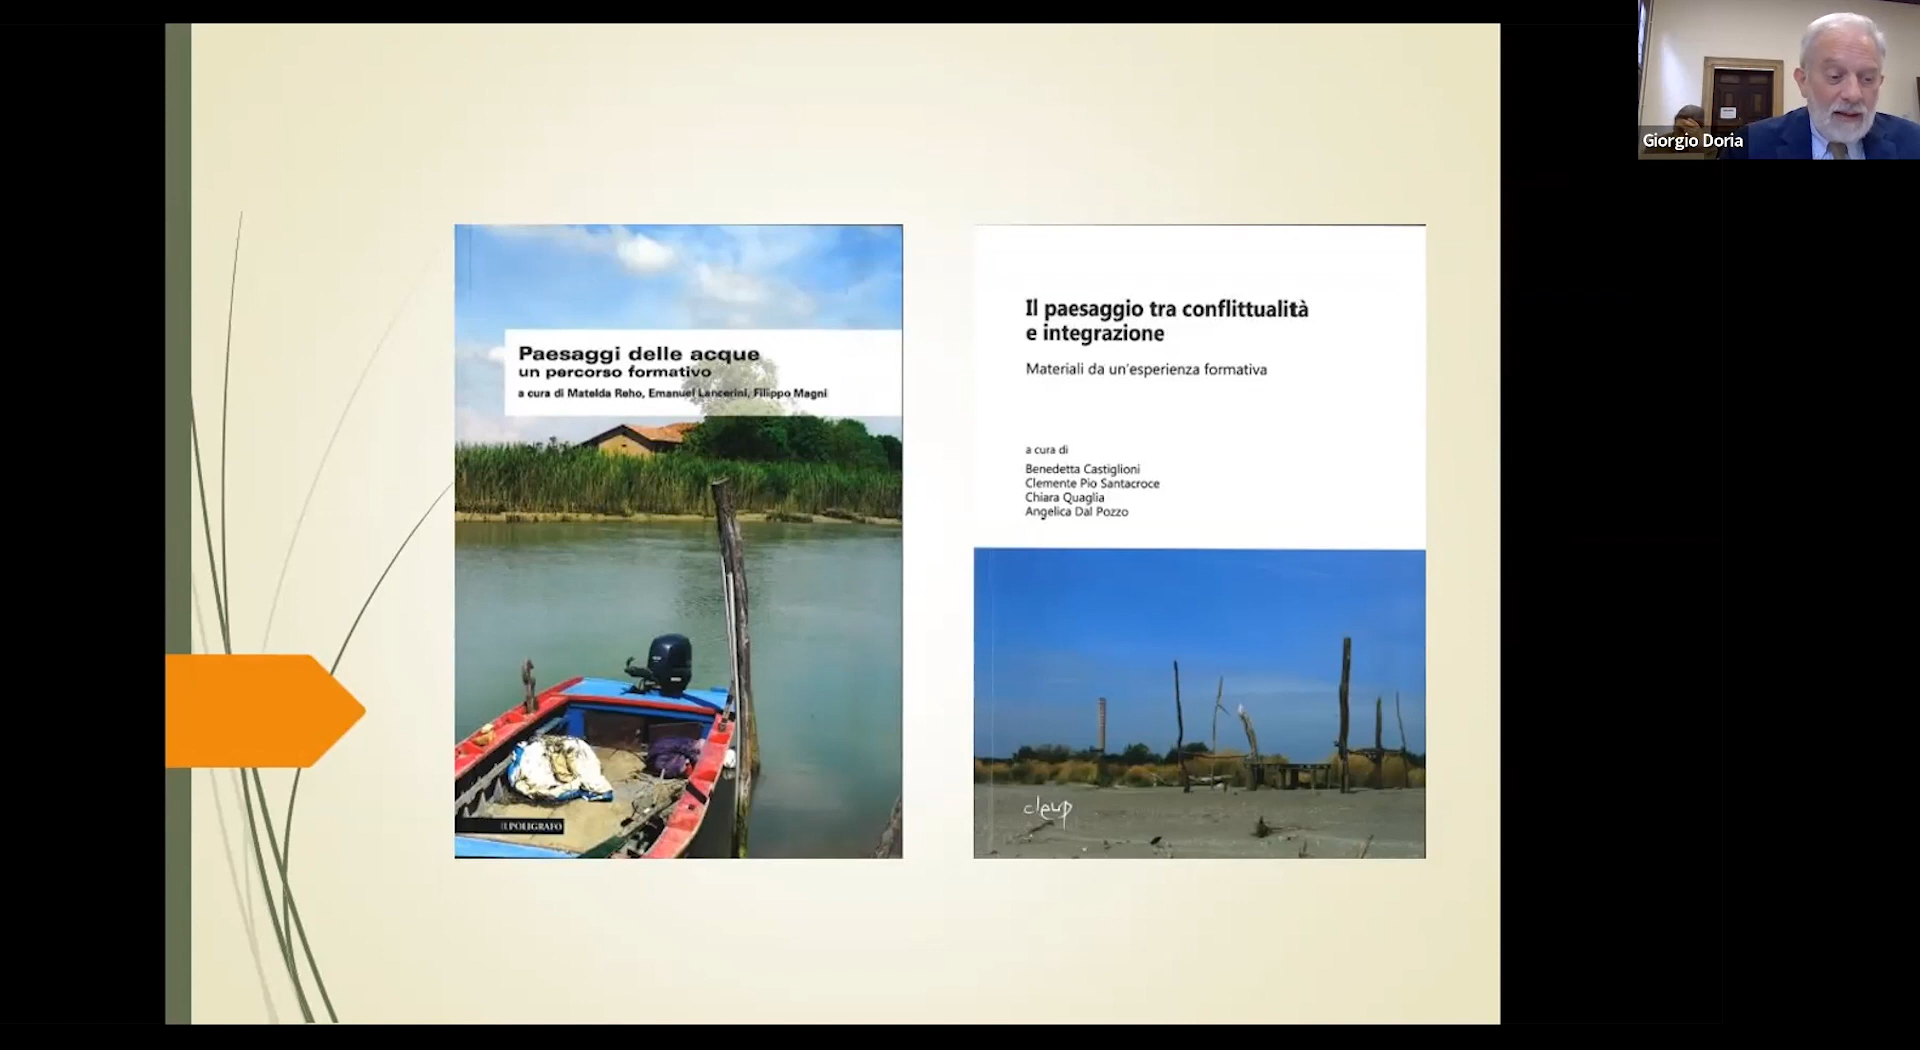 Paesaggi delle acque
un percorso formativo
a cura di Matelda Reho, Emanuel Lancerini, Filippo Magni
IL POLIGRAFO
Il paesaggio tra conflittualità
e integrazione
Materiali da un'esperienza formativa
a cura di
Benedetta Castiglioni
Clemente Pio Santacroce
Chiara Quaglia
Angelica Dal Pozzo
cleup
Giorgio Doria